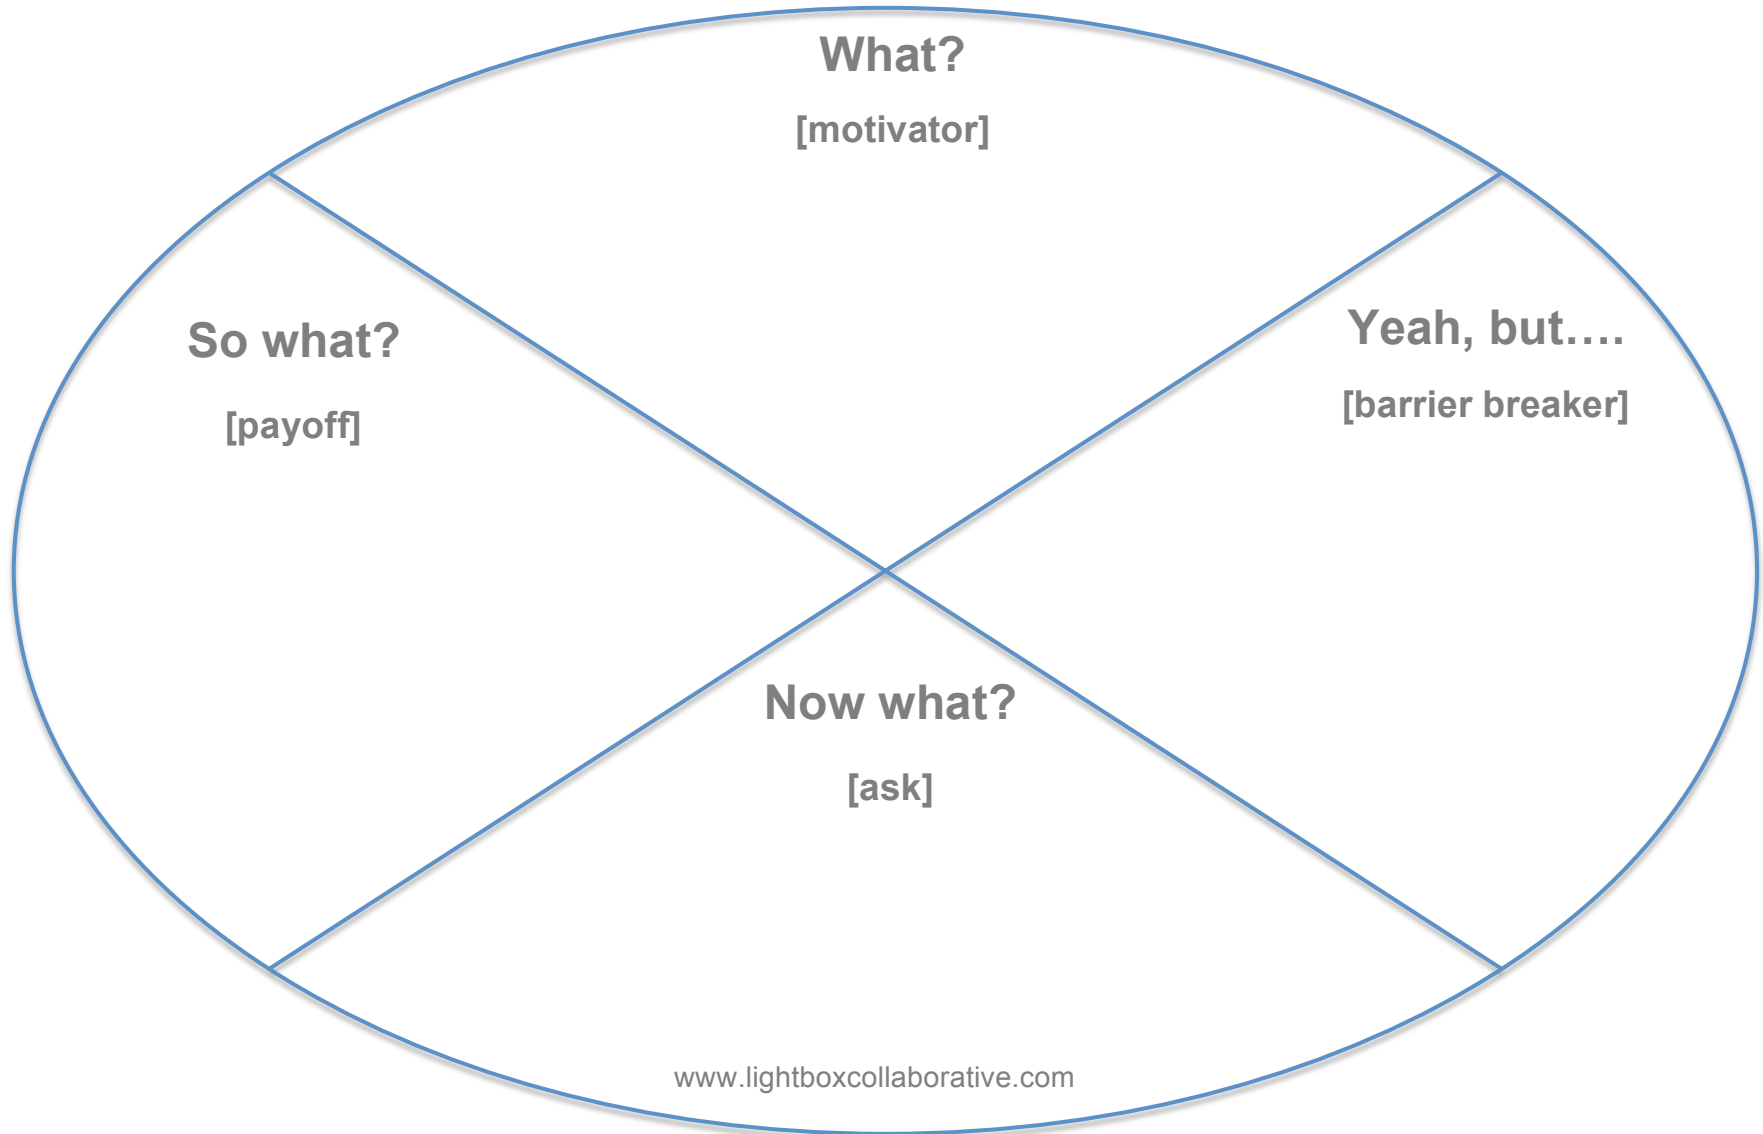 What?
[motivator]
Yeah, but....
[barrier breaker]
So what?
[payoff]
Now what?
[ask]
www.lightboxcollaborative.com